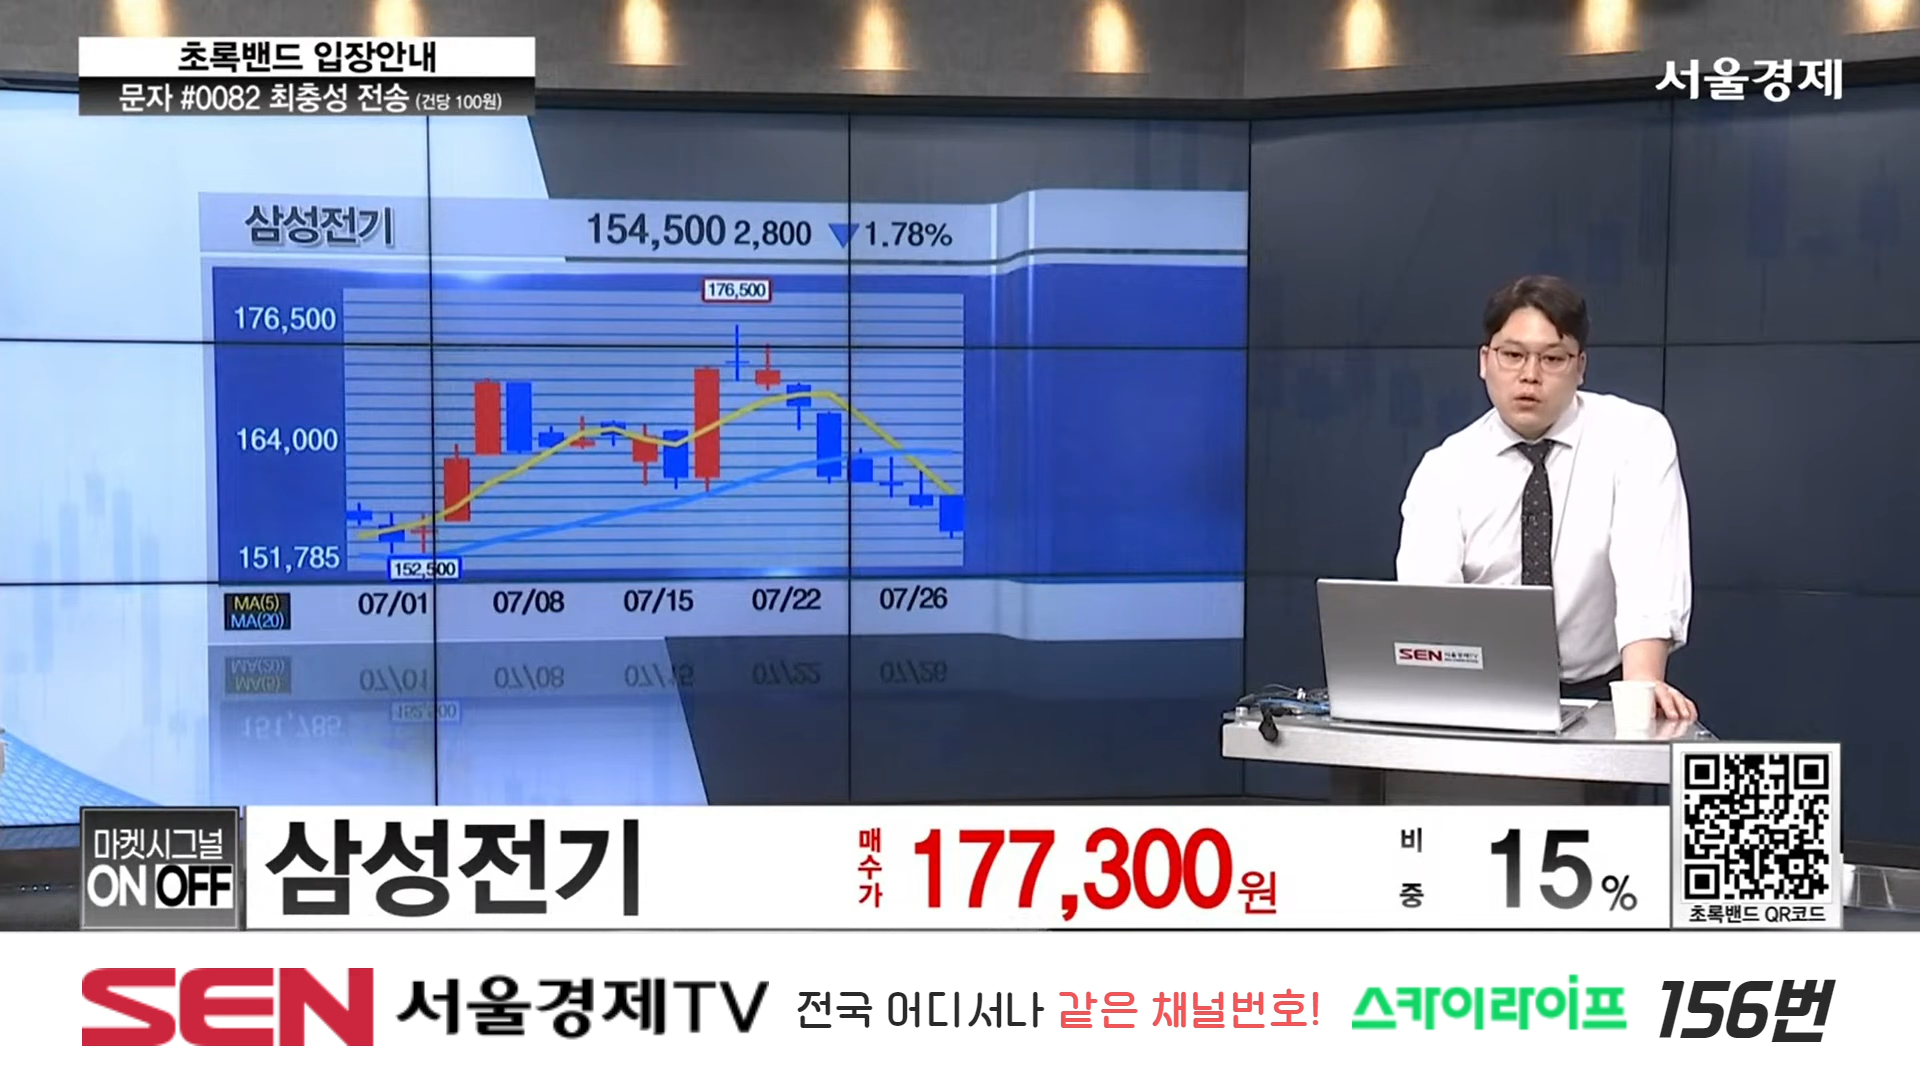 초록밴드 입장안내
문자 #0082 최충성 전송 (건당 100원)
서울경제
삼성전기 154,500 2,800 ▼ 1.78%
176,500
176,500
164,000
151,785
152,500
MA(5)
MA(20)
07/01 07/08 07/15 07/22 07/26
SEN 서울경제TV
마켓시그널
ON OFF
삼성전기 매수가 177,300원 비중 15%
초록밴드 QR코드
SEN 서울경제TV 전국 어디서나 같은 채널번호! 스카이라이프 156번